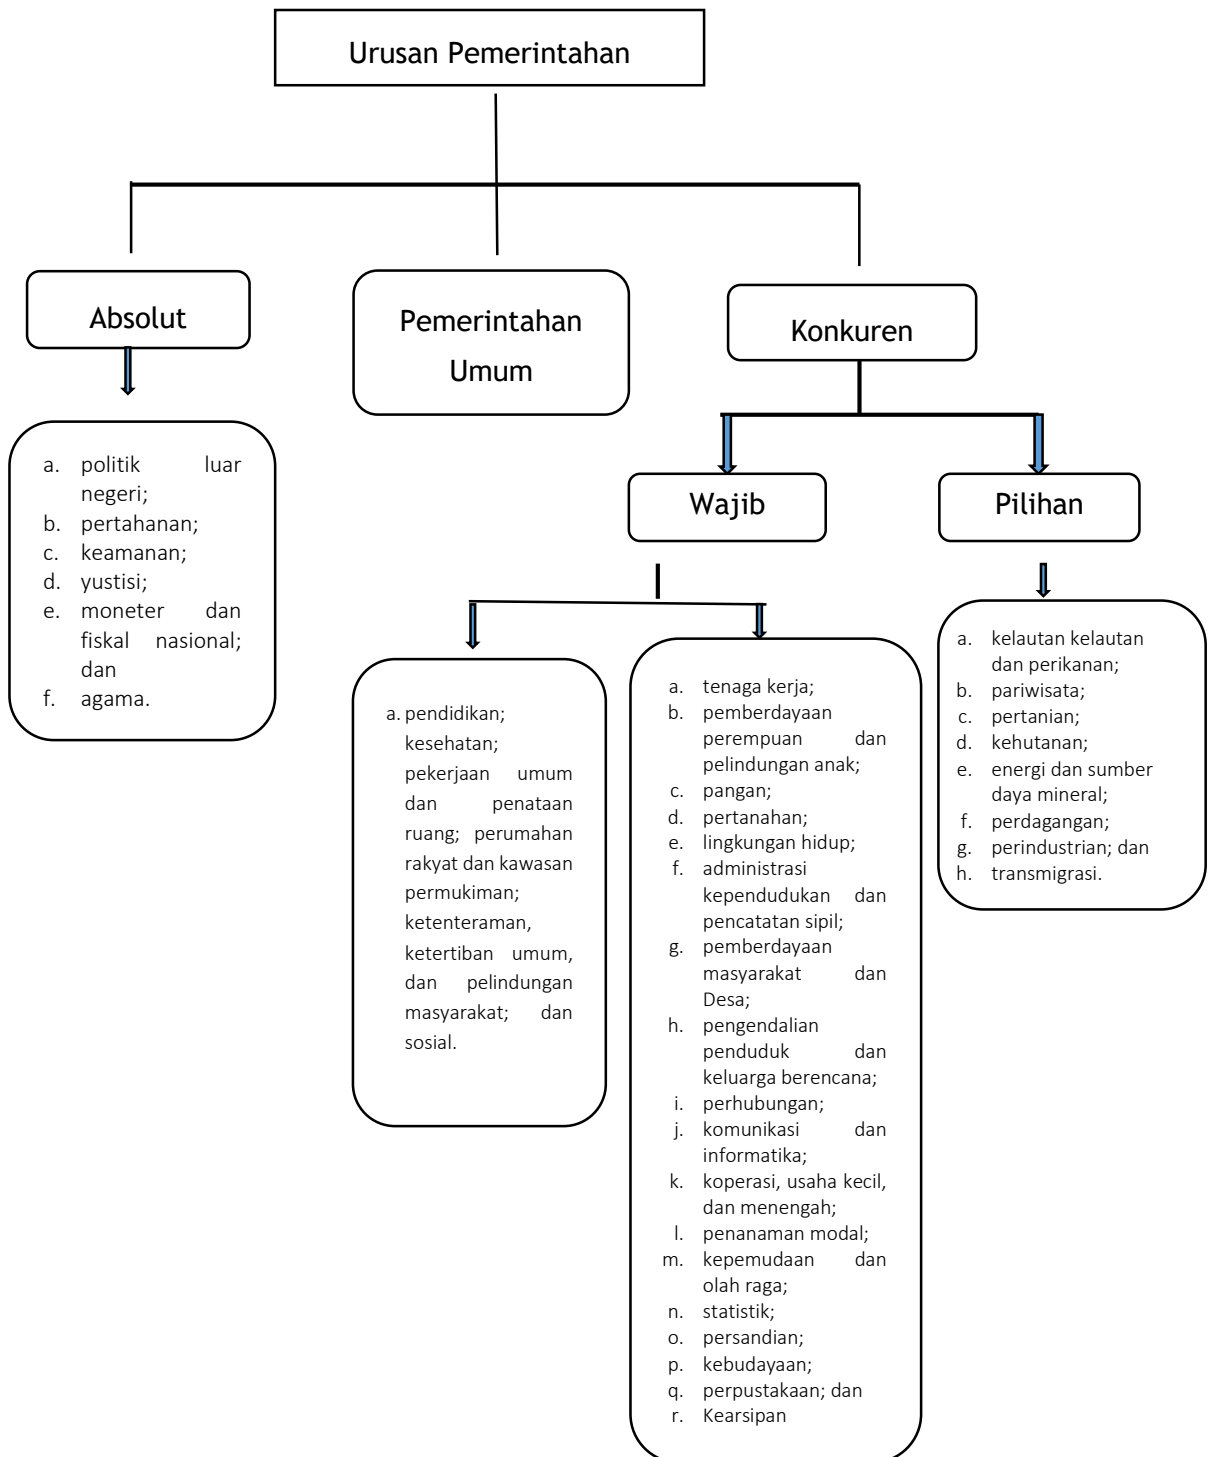 Urusan Pemerintahan
Absolut
Pemerintahan
Umum
Konkuren
a. politik luar
negeri;
b. pertahanan;
c. keamanan;
d. yustisi;
e. moneter dan
fiskal nasional;
dan
f. agama.
Wajib
Pilihan
a. pendidikan;
kesehatan;
pekerjaan umum
dan penataan
ruang; perumahan
rakyat dan kawasan
permukiman;
ketenteraman,
ketertiban umum,
dan pelindungan
masyarakat; dan
sosial.
a. tenaga kerja;
b. pemberdayaan
perempuan dan
pelindungan anak;
c. pangan;
d. pertanahan;
e. lingkungan hidup;
f. administrasi
kependudukan dan
pencatatan sipil;
g. pemberdayaan
masyarakat dan
Desa;
h. pengendalian
penduduk dan
keluarga berencana;
i. perhubungan;
j. komunikasi dan
informatika;
k. koperasi, usaha kecil,
dan menengah;
l. penanaman modal;
m. kepemudaan dan
olah raga;
n. statistik;
o. persandian;
p. kebudayaan;
q. perpustakaan; dan
r. Kearsipan
a. kelautan kelautan
dan perikanan;
b. pariwisata;
c. pertanian;
d. kehutanan;
e. energi dan sumber
daya mineral;
f. perdagangan;
g. perindustrian; dan
h. transmigrasi.